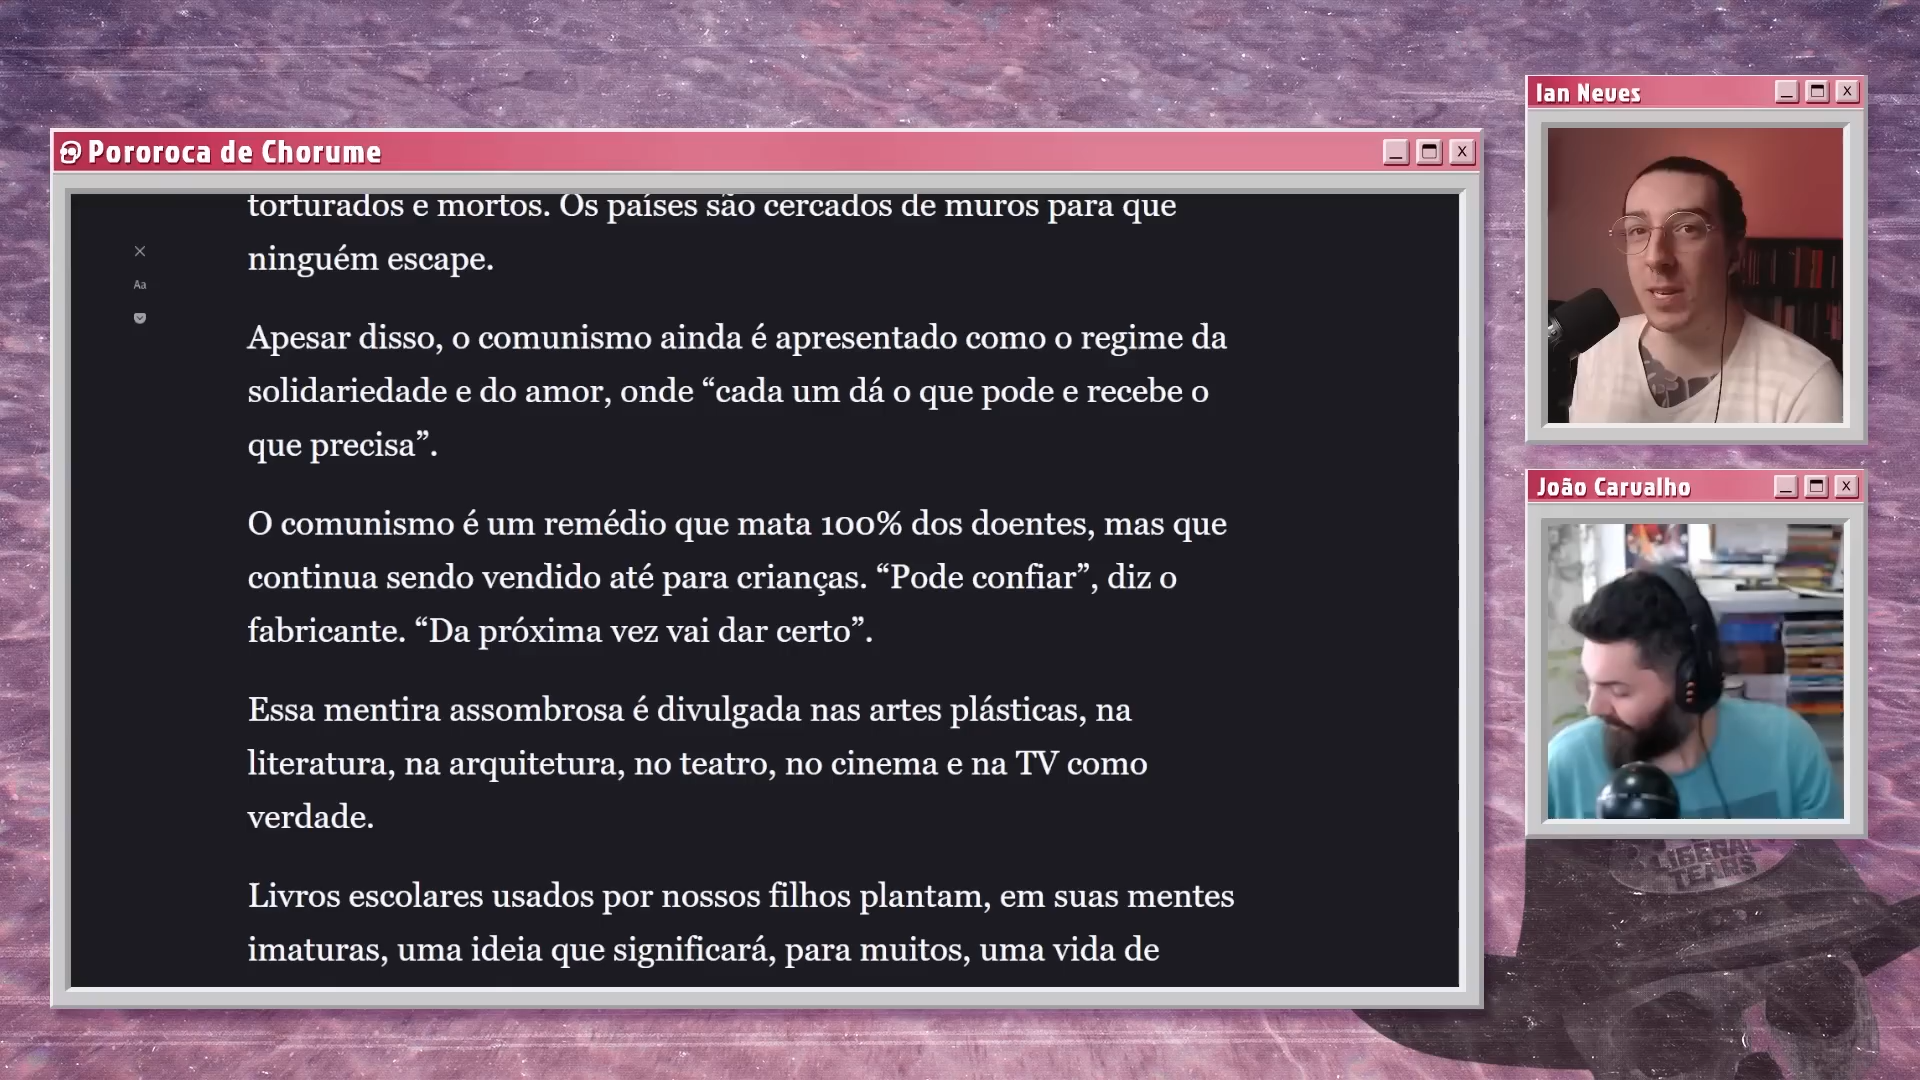 Pororoca de Chorume
torturados e mortos. Os países são cercados de muros para que
ninguém escape.
Aa
Apesar disso, o comunismo ainda é apresentado como o regime da
solidariedade e do amor, onde “cada um dá o que pode e recebe o
que precisa”.
O comunismo é um remédio que mata 100% dos doentes, mas que
continua sendo vendido até para crianças. “Pode confiar”, diz o
fabricante. “Da próxima vez vai dar certo”.
Essa mentira assombrosa é divulgada nas artes plásticas, na
literatura, na arquitetura, no teatro, no cinema e na TV como
verdade.
Livros escolares usados por nossos filhos plantam, em suas mentes
imaturas, uma ideia que significará, para muitos, uma vida de
Ian Neves
João Carvalho
LIBERAL
TEARS